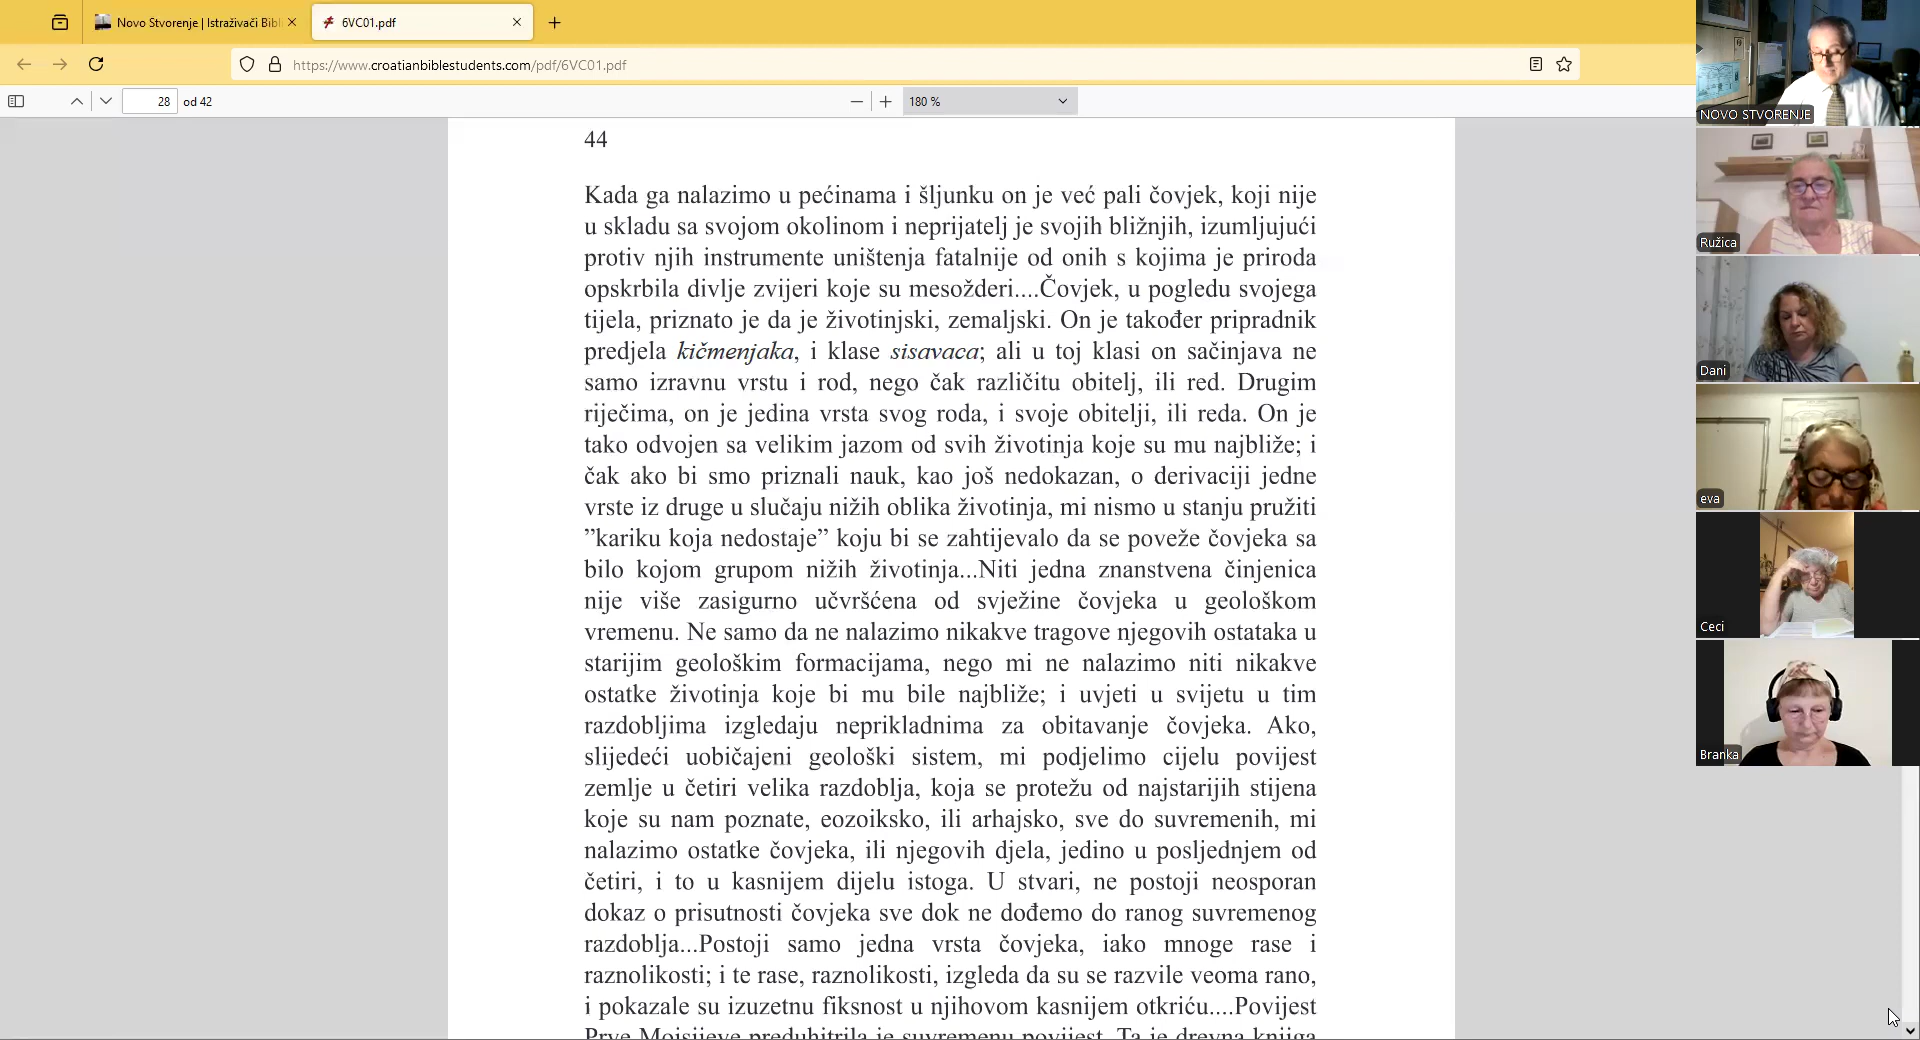 Novo Stvorenje | Istraživači Bibl
6VC01.pdf
https://www.croatianbiblestudents.com/pdf/6VC01.pdf
28 od 42
180 %
44
Kada ga nalazimo u pećinama i šljunku on je već pali čovjek, koji nije
u skladu sa svojom okolinom i neprijatelj je svojih bližnjih, izumljujući
protiv njih instrumente uništenja fatalnije od onih s kojima je priroda
opskrbila divlje zvijeri koje su mesožderi....Čovjek, u pogledu svojega
tijela, priznato je da je životinjski, zemaljski. On je također pripradnik
predjela kičmenjaka, i klase sisavaca; ali u toj klasi on sačinjava ne
samo izravnu vrstu i rod, nego čak različitu obitelj, ili red. Drugim
riječima, on je jedina vrsta svog roda, i svoje obitelji, ili reda. On je
tako odvojen sa velikim jazom od svih životinja koje su mu najbliže; i
čak ako bi smo priznali nauk, kao još nedokazan, o derivaciji jedne
vrste iz druge u slučaju nižih oblika životinja, mi nismo u stanju pružiti
”kariku koja nedostaje” koju bi se zahtijevalo da se poveže čovjeka sa
bilo kojom grupom nižih životinja...Niti jedna znanstvena činjenica
nije više zasigurno učvršćena od svježine čovjeka u geološkom
vremenu. Ne samo da ne nalazimo nikakve tragove njegovih ostataka u
starijim geološkim formacijama, nego mi ne nalazimo niti nikakve
ostatke životinja koje bi mu bile najbliže; i uvjeti u svijetu u tim
razdobljima izgledaju neprikladnima za obitavanje čovjeka. Ako,
slijedeći uobičajeni geološki sistem, mi podjelimo cijelu povijest
zemlje u četiri velika razdoblja, koja se protežu od najstarijih stijena
koje su nam poznate, eozoiksko, ili arhajsko, sve do suvremenih, mi
nalazimo ostatke čovjeka, ili njegovih djela, jedino u posljednjem od
četiri, i to u kasnijem dijelu istoga. U stvari, ne postoji neosporan
dokaz o prisutnosti čovjeka sve dok ne dođemo do ranog suvremenog
razdoblja...Postoji samo jedna vrsta čovjeka, iako mnoge rase i
raznolikosti; i te rase, raznolikosti, izgleda da su se razvile veoma rano,
i pokazale su izuzetnu fiksnost u njihovom kasnijem otkriću....Povijest
Prve Mojsijeve preduhitrila je suvremenu povijest. Ta je drevna knjiga
NOVO STVORENJE
Ružica
Dani
eva
Ceci
Branka